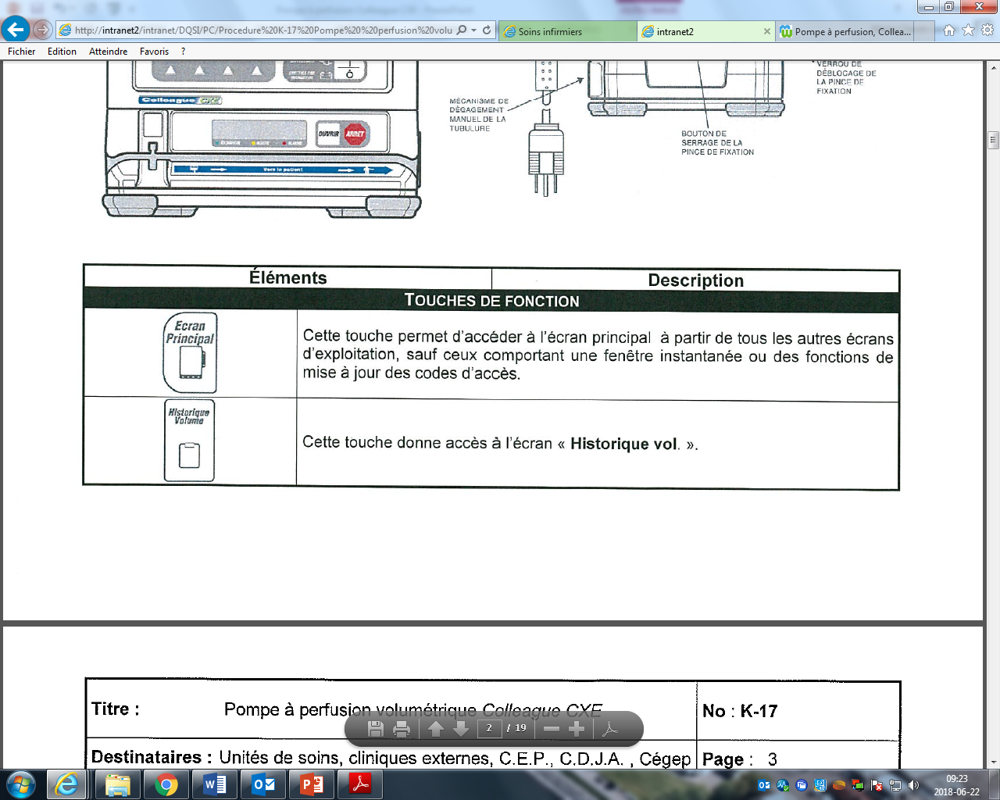 http://intranet2/intranet/DQSI/PC/Procedure%20K-17%20Pompe%20%20perfusion%20volu
Soins infirmiers
intranet2
Pompe à perfusion, Collea...
Fichier Edition Atteindre Favoris ?
VERROU DE
DÉBLOCAGE DE
LA PINCE DE
FIXATION
Colleague CXE
MÉCANISME DE
DÉGAGEMENT
MANUEL DE LA
TUBULURE
OUVRIR
ARRET
BOUTON DE
SERRAGE DE LA
PINCE DE FIXATION
Vers le patient
Éléments Description
TOUCHES DE FONCTION
Ecran
Principal
Cette touche permet d'accéder à l'écran principal à partir de tous les autres écrans
d'exploitation, sauf ceux comportant une fenêtre instantanée ou des fonctions de
mise à jour des codes d'accès.
Historique
Volume
Cette touche donne accès à l'écran « Historique vol. ».
Titre : Pompe à perfusion volumétrique Colleague CXE No : K-17
2 / 19
Destinataires : Unités de soins, cliniques externes, C.E.P., C.D.J.A. , Cégep Page : 3
09:23
2018-06-22